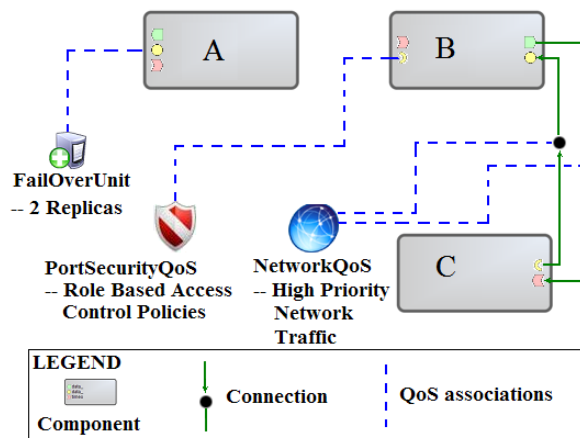 A
B
FailOverUnit
-- 2 Replicas
PortSecurityQoS
-- Role Based Access
Control Policies
NetworkQoS
-- High Priority
Network
Traffic
C
LEGEND
Component
Connection
QoS associations